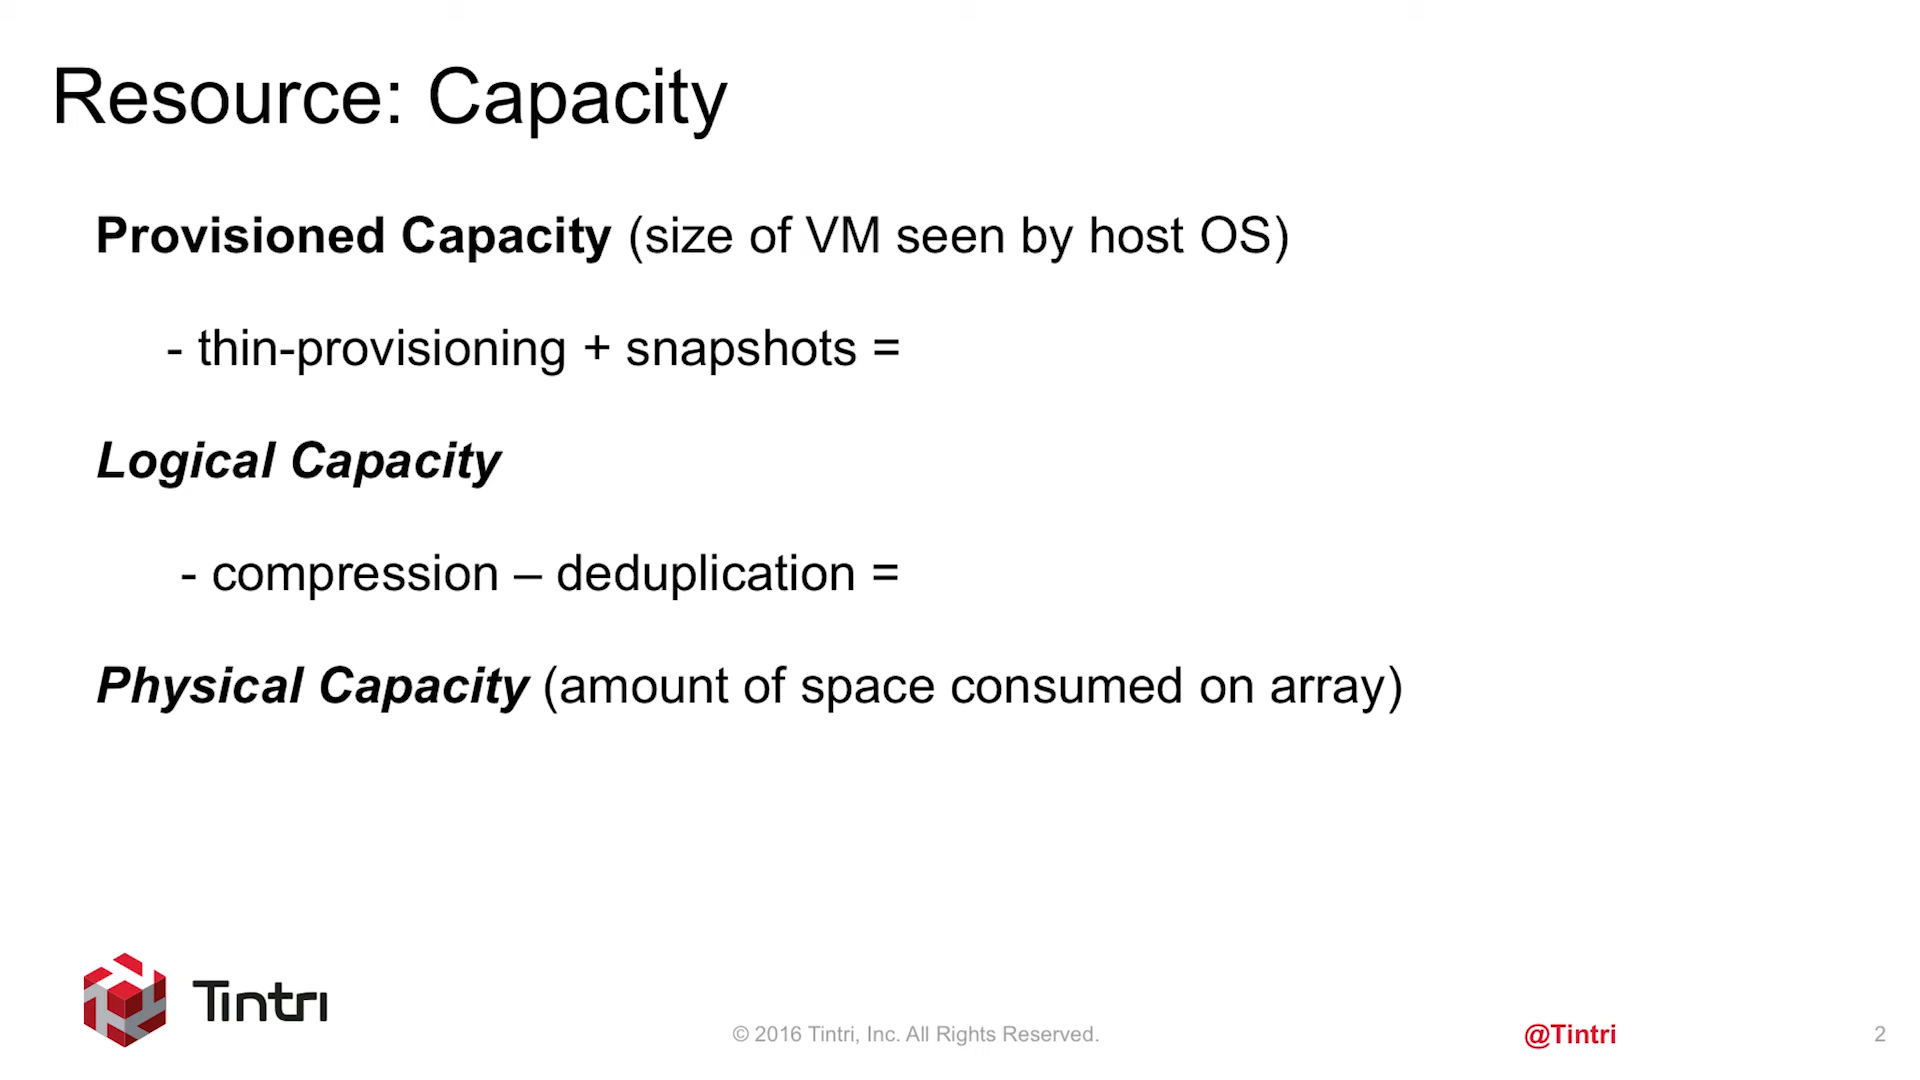 Resource: Capacity
Provisioned Capacity (size of VM seen by host OS)
- thin-provisioning + snapshots =
Logical Capacity
- compression – deduplication =
Physical Capacity (amount of space consumed on array)
Tintri
© 2016 Tintri, Inc. All Rights Reserved.
@Tintri
2